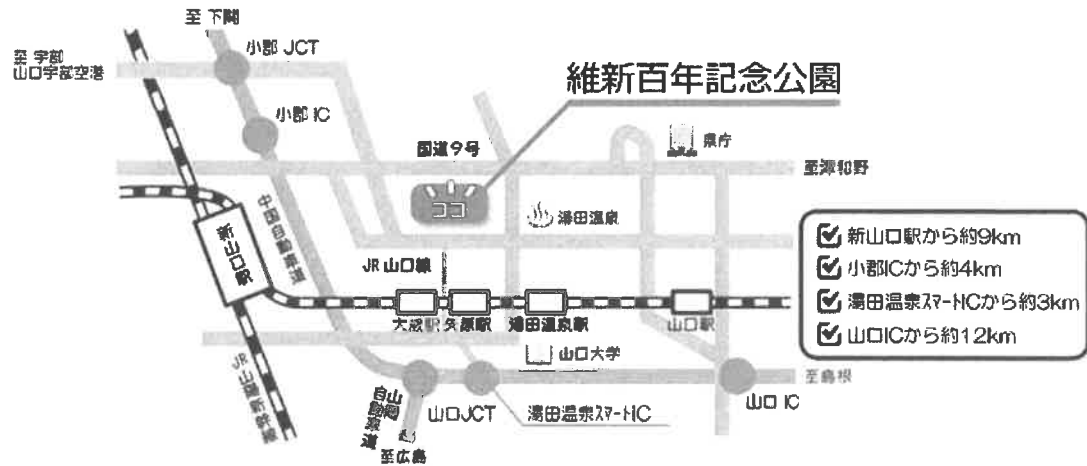 至 下関
小郡 JCT
至 宇部
山口宇部空港
維新百年記念公園
小郡 IC
国道9号
県庁
至津和野
ココ
湯田温泉
新山口駅
中国自動車道
JR 山口線
新山口駅から約9km
小郡ICから約4km
湯田温泉スマートICから約3km
山口ICから約12km
大歳駅
矢原駅
湯田温泉駅
山口駅
山口大学
至島根
山陽
自動車道
山口JCT
湯田温泉スマートIC
山口 IC
至広島